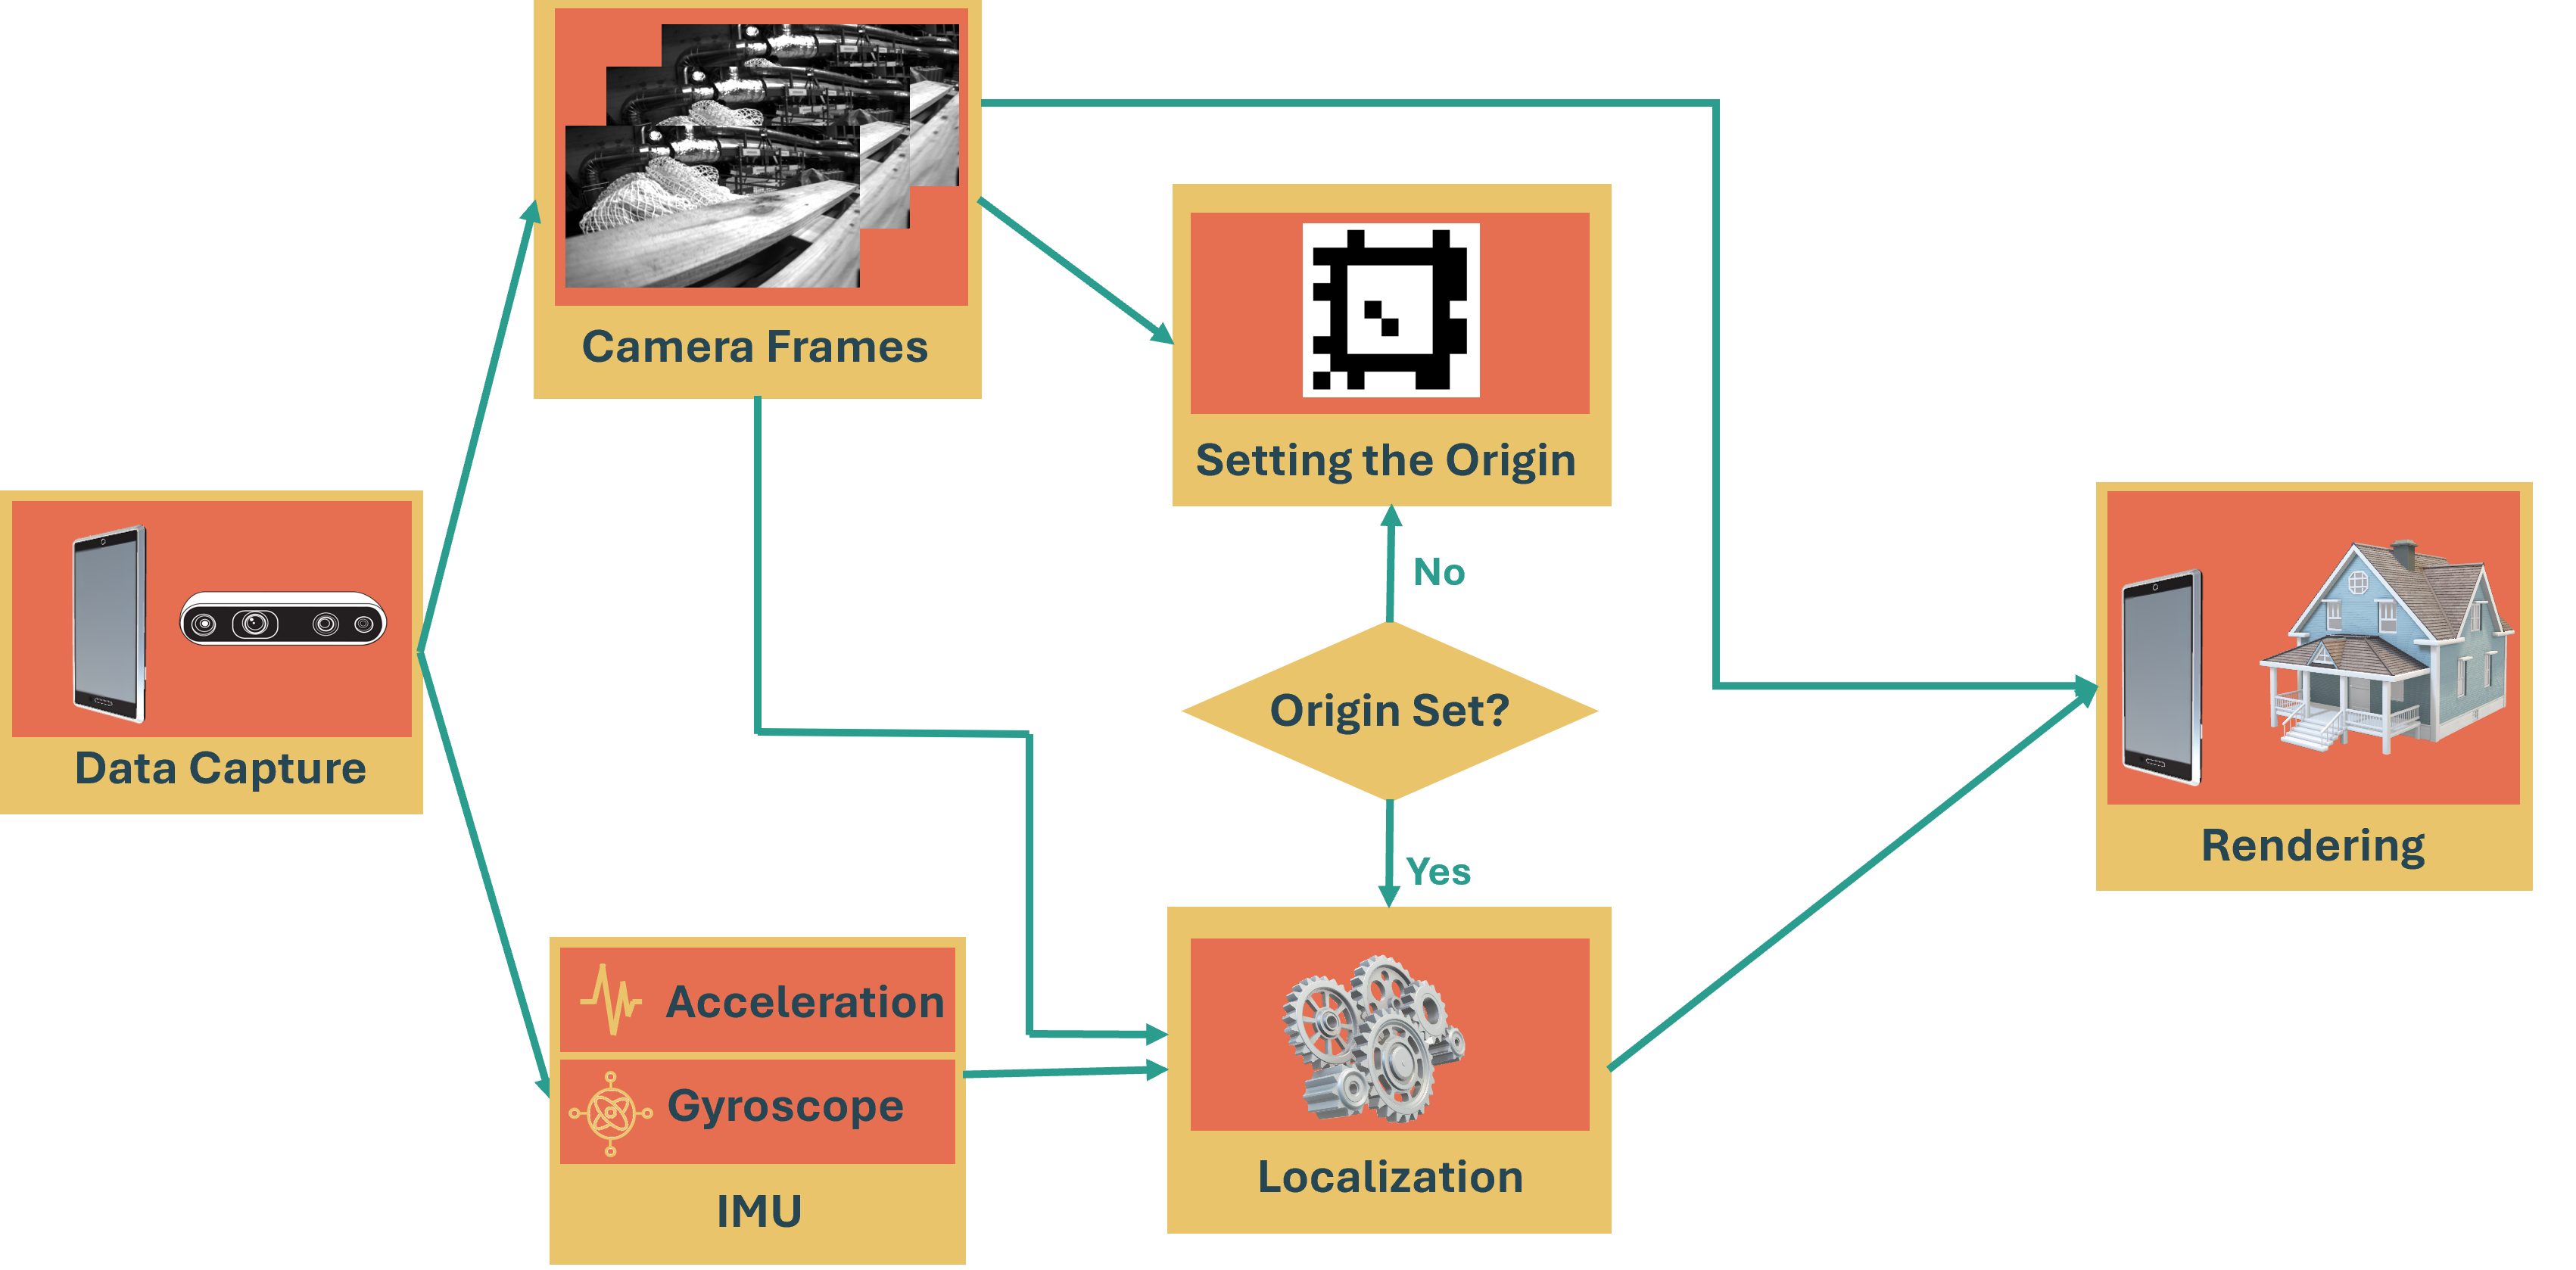 Camera Frames
Setting the Origin
No
Data Capture
Origin Set?
Rendering
Yes
Acceleration
Gyroscope
IMU
Localization